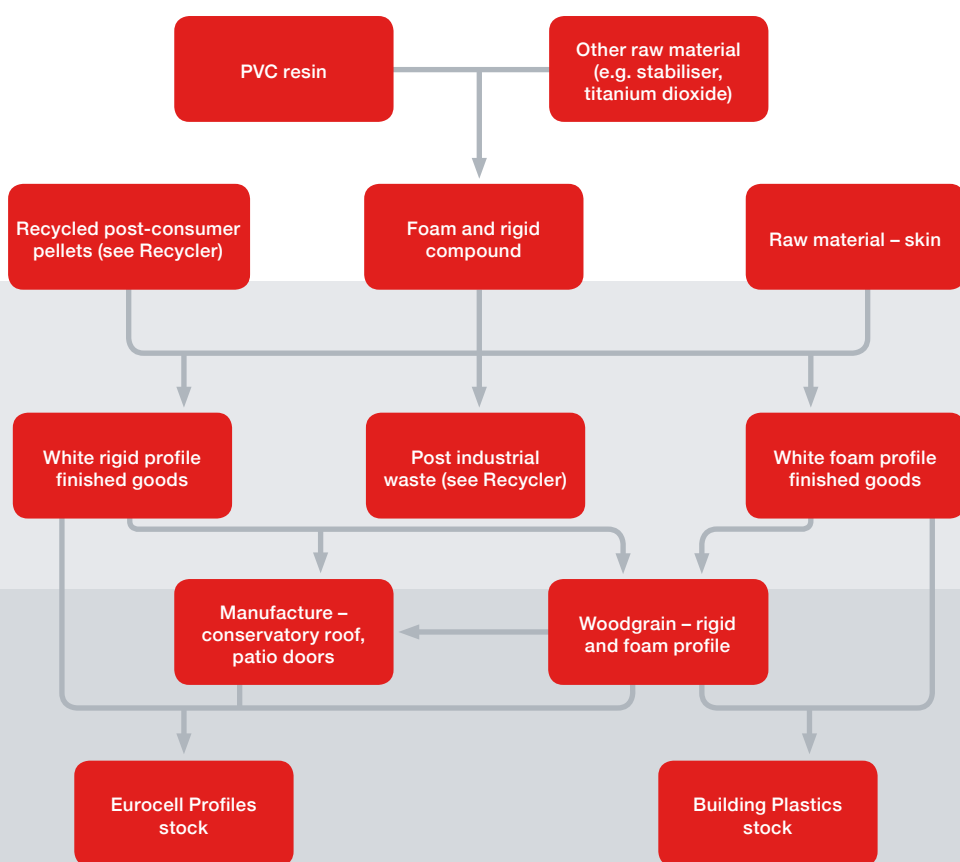 PVC resin
Other raw material
(e.g. stabiliser,
titanium dioxide)
Recycled post-consumer
pellets (see Recycler)
Foam and rigid
compound
Raw material – skin
White rigid profile
finished goods
Post industrial
waste (see Recycler)
White foam profile
finished goods
Manufacture –
conservatory roof,
patio doors
Woodgrain – rigid
and foam profile
Eurocell Profiles
stock
Building Plastics
stock